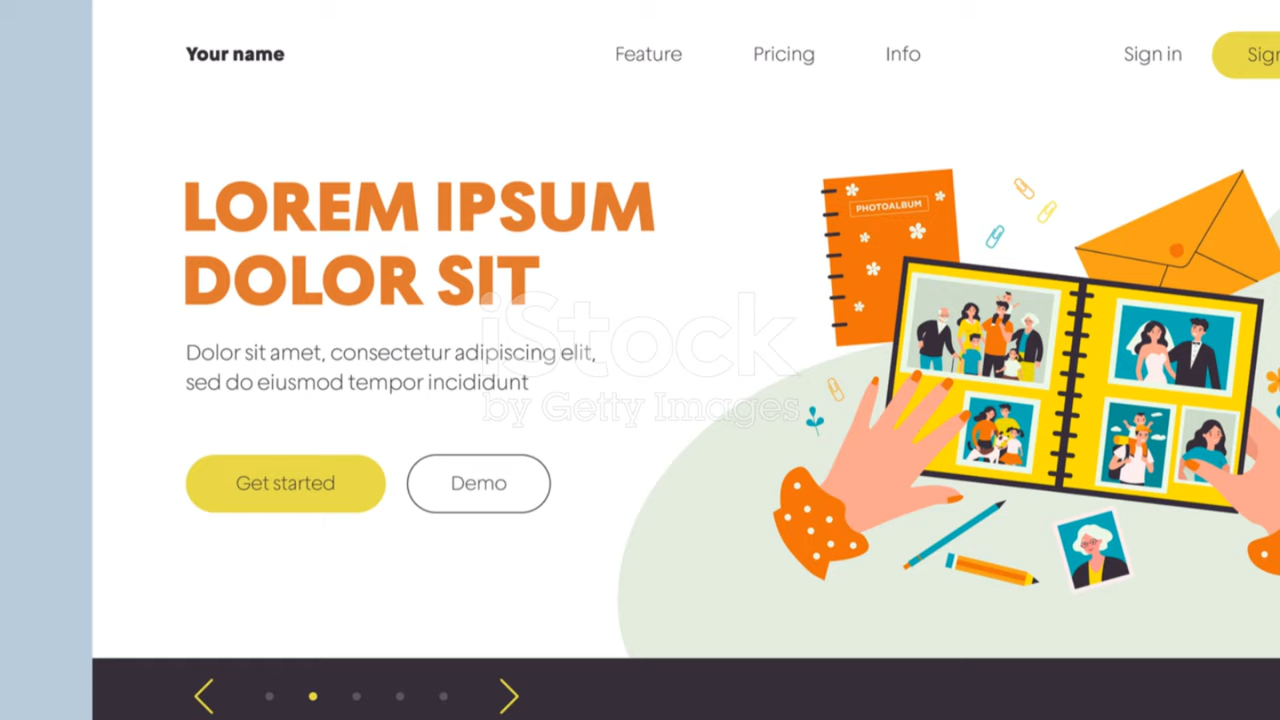 Your name
Feature
Pricing
Info
Sign in
LOREM IPSUM
DOLOR SIT
Dolor sit amet, consectetur adipiscing elit,
sed do eiusmod tempor incididunt
Get started
Demo
PHOTOALBUM
iStock
by Getty Images